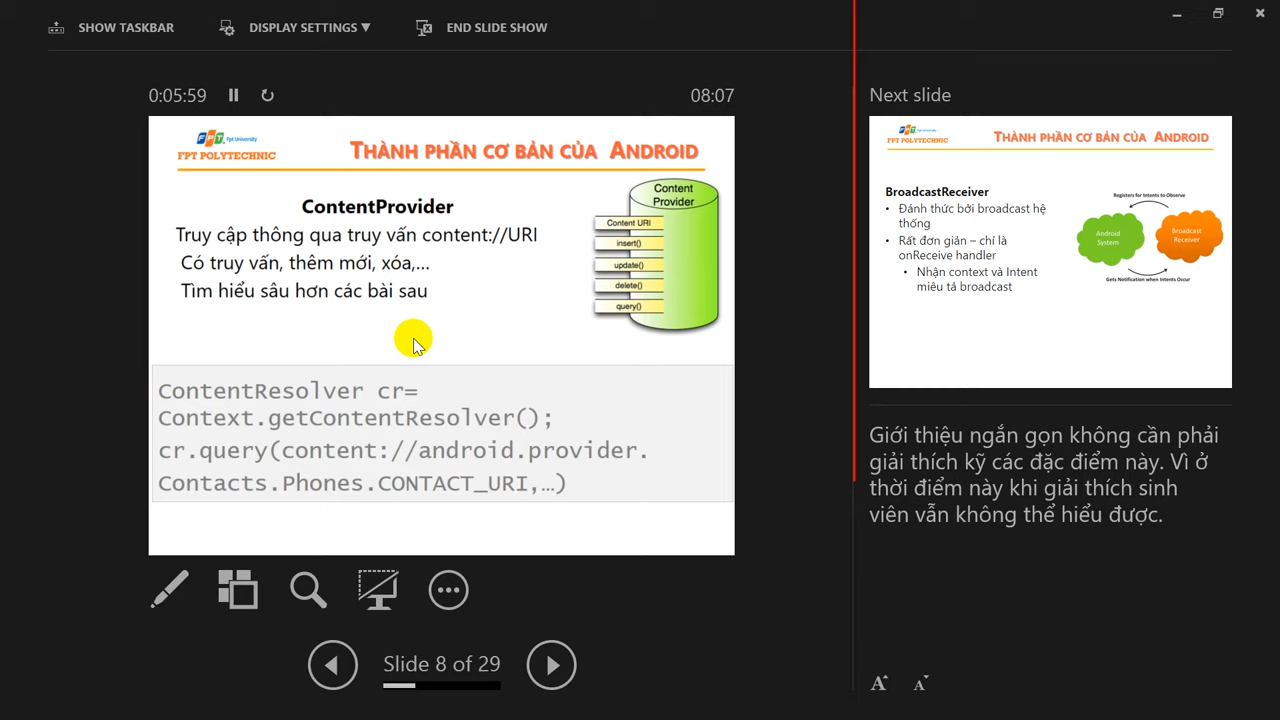 SHOW TASKBAR
DISPLAY SETTINGS ▼
END SLIDE SHOW
0:05:59
08:07
FPT Fpt University
FPT POLYTECHNIC
THÀNH PHẦN CƠ BẢN CỦA ANDROID
ContentProvider
Truy cập thông qua truy vấn content://URI
Có truy vấn, thêm mới, xóa,...
Tìm hiểu sâu hơn các bài sau
Content
Provider
Content URI
insert()
update()
delete()
query()
ContentResolver cr=
Context.getContentResolver();
cr.query(content://android.provider.
Contacts.Phones.CONTACT_URI,…)
Slide 8 of 29
Next slide
FPT Fpt University
FPT POLYTECHNIC
THÀNH PHẦN CƠ BẢN CỦA ANDROID
BroadcastReceiver
• Đánh thức bởi broadcast hệ
thống
• Rất đơn giản – chỉ là
onReceive handler
• Nhận context và Intent
miêu tả broadcast
Registers for Intents to Observe
Android
System
Broadcast
Receiver
Gets Notification when Intents Occur
Giới thiệu ngắn gọn không cần phải
giải thích kỹ các đặc điểm này. Vì ở
thời điểm này khi giải thích sinh
viên vẫn không thể hiểu được.
A A